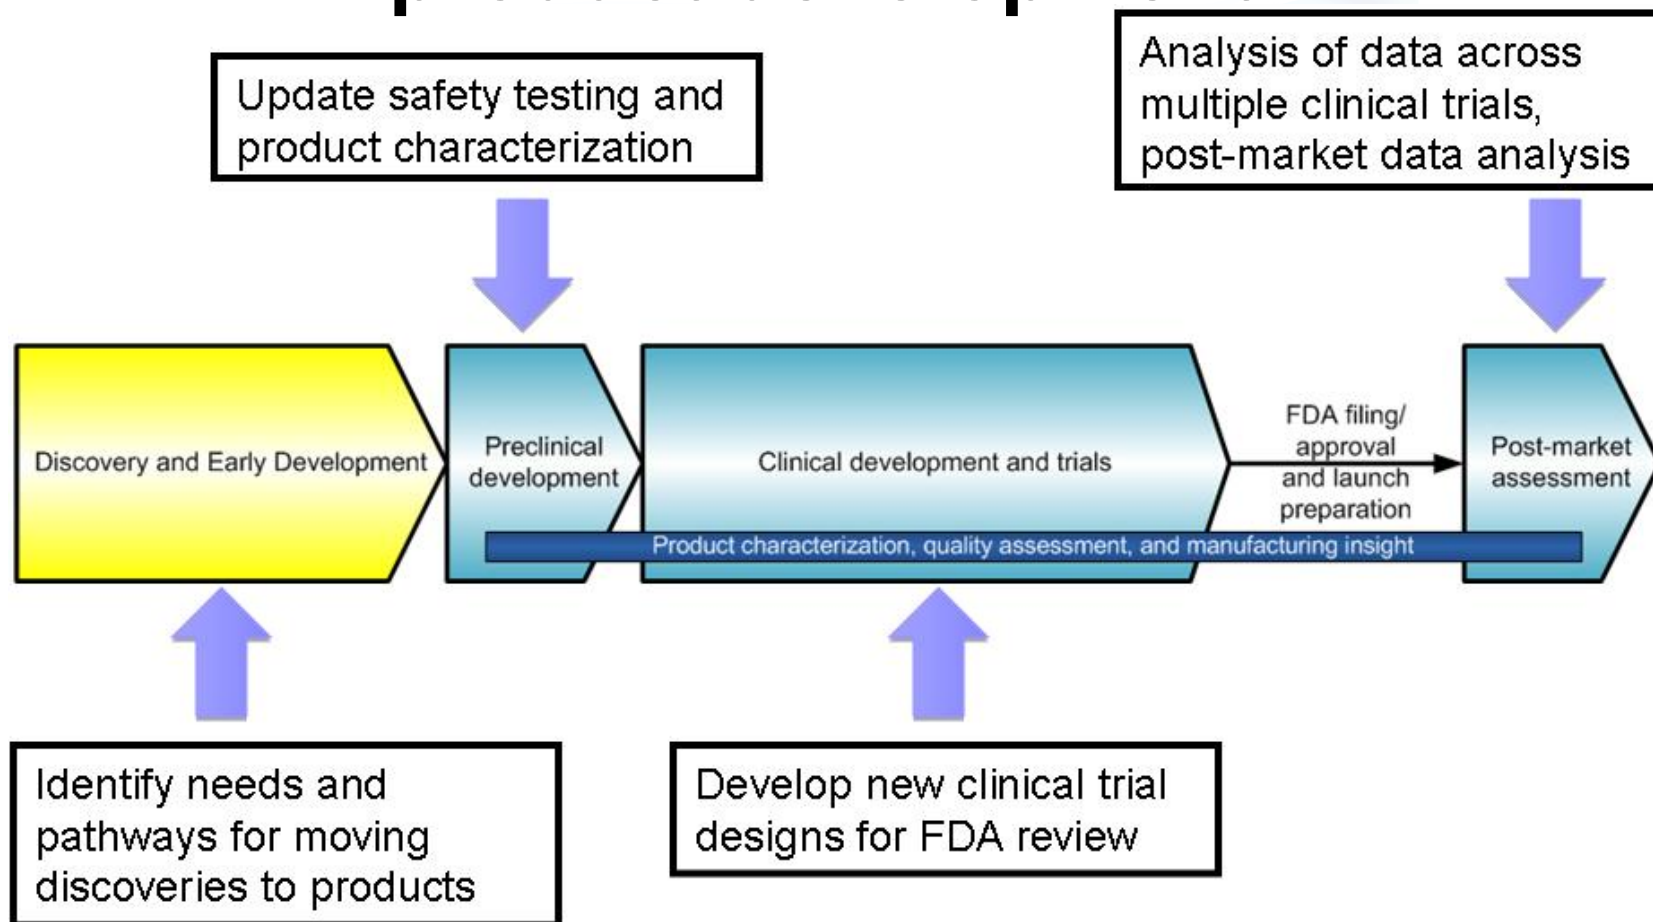 Update safety testing and
product characterization
Analysis of data across
multiple clinical trials,
post-market data analysis
Discovery and Early Development
Preclinical
development
Clinical development and trials
FDA filing/
approval
and launch
preparation
Post-market
assessment
Product characterization, quality assessment, and manufacturing insight
Identify needs and
pathways for moving
discoveries to products
Develop new clinical trial
designs for FDA review